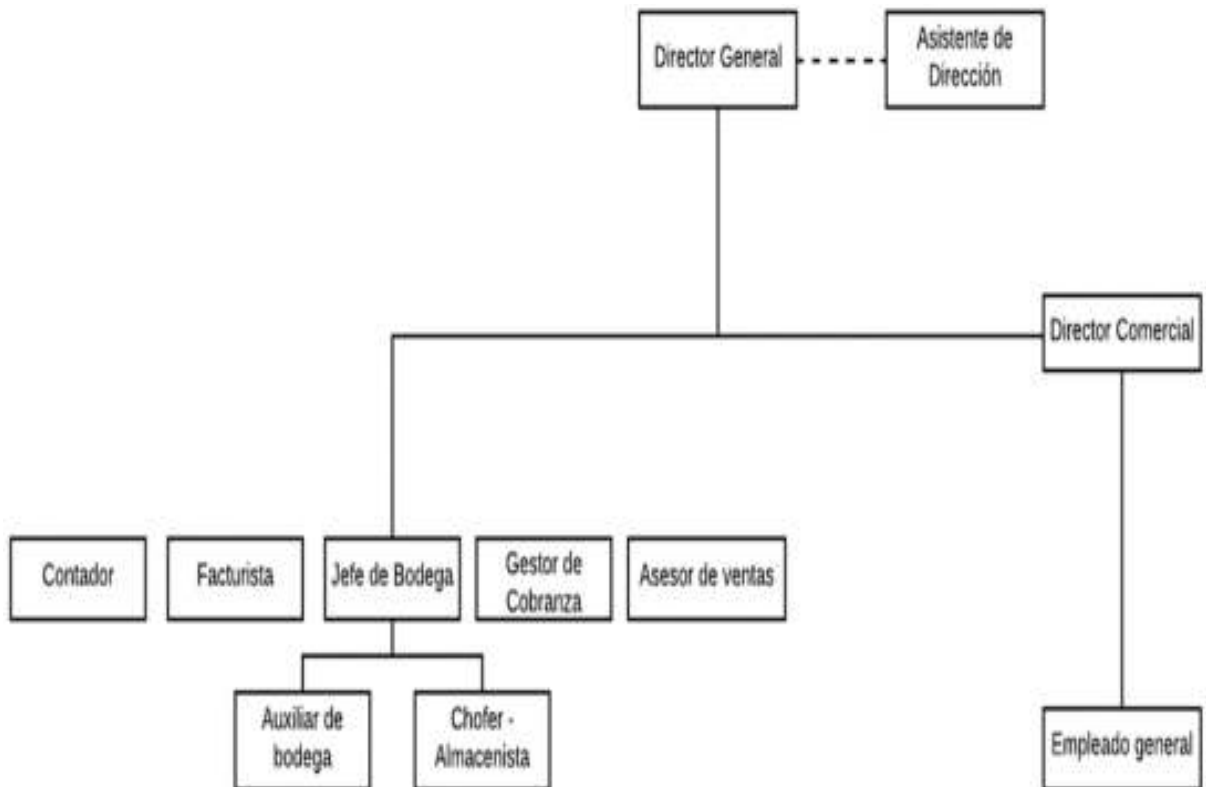 Director General
Asistente de
Dirección
Director Comercial
Contador
Facturista
Jefe de Bodega
Gestor de
Cobranza
Asesor de ventas
Auxiliar de
bodega
Chofer -
Almacenista
Empleado general